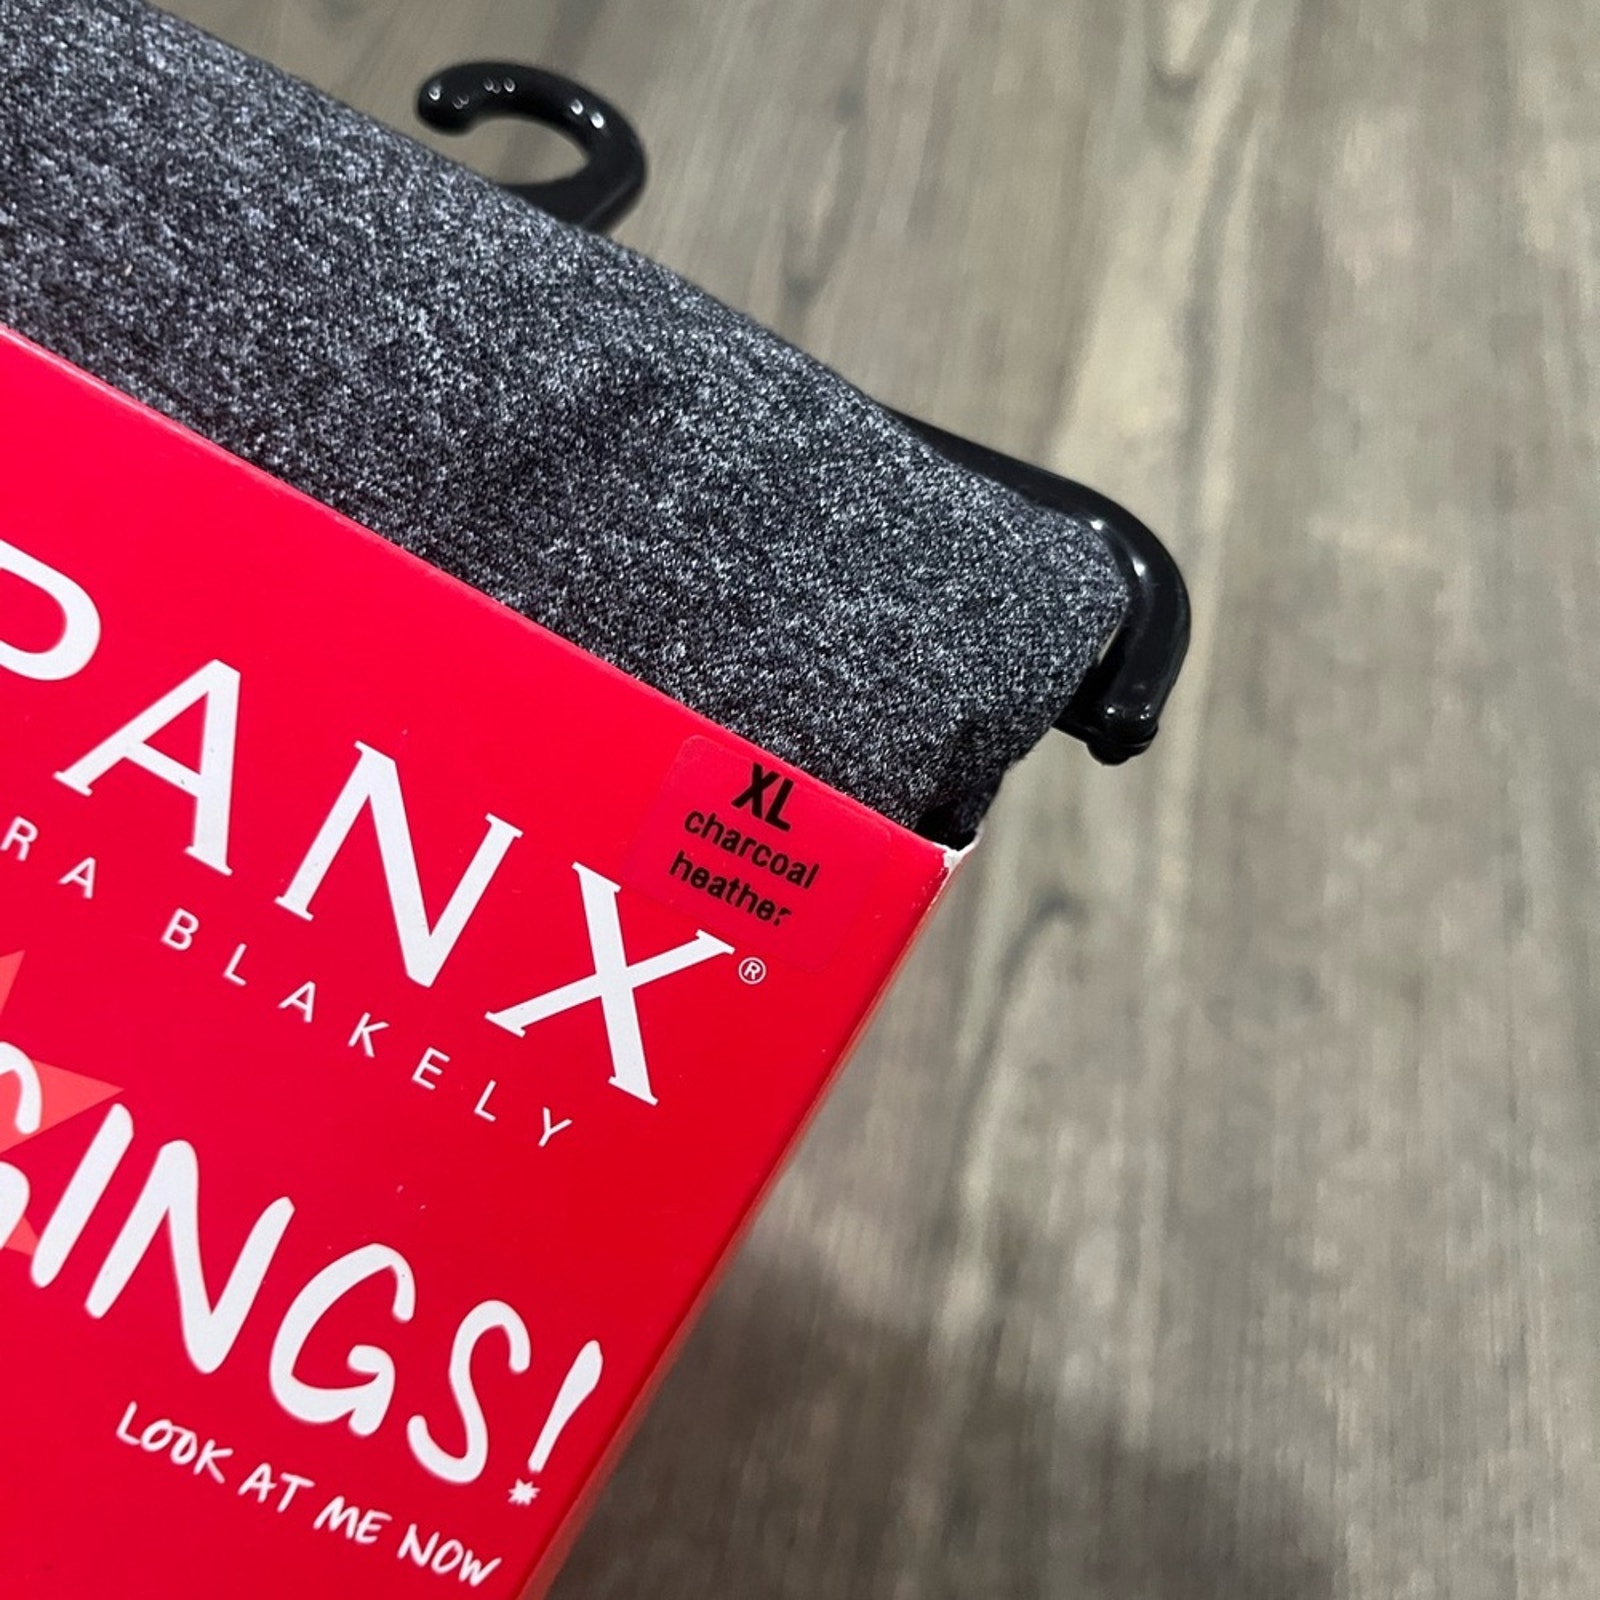 XL
charcoal
heather
PANX®
RA BLAKELY
GINGS!
LOOK AT ME NOW